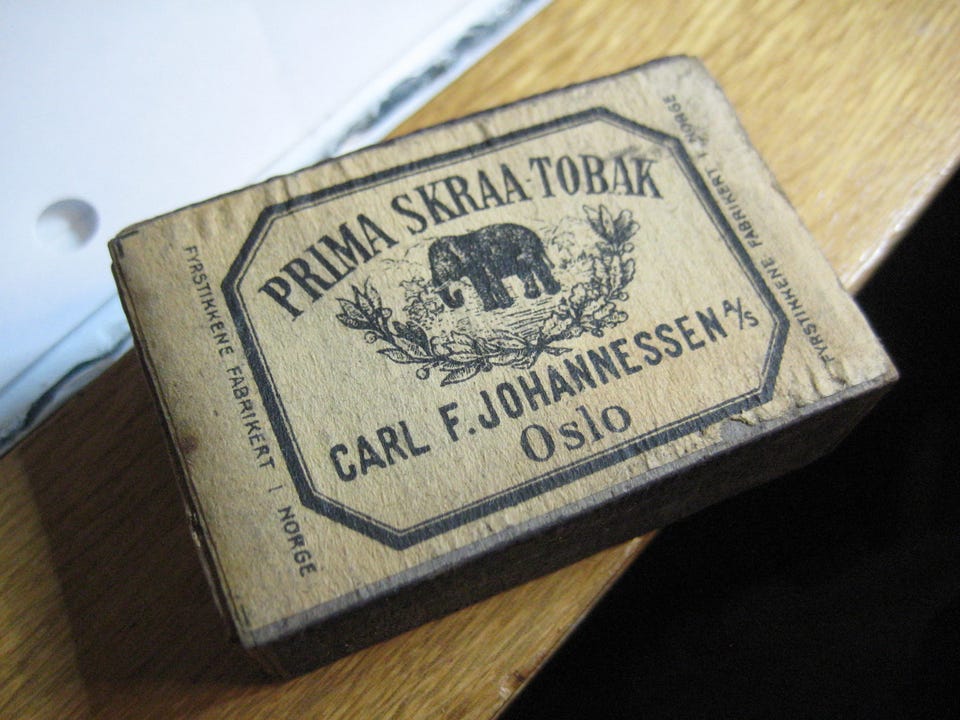 PRIMA SKRAA-TOBAK
CARL F. JOHANNESSEN A/S
Oslo
FYRSTIKKENE FABRIKERT I NORGE
FYRSTIKKENE FABRIKERT I NORGE